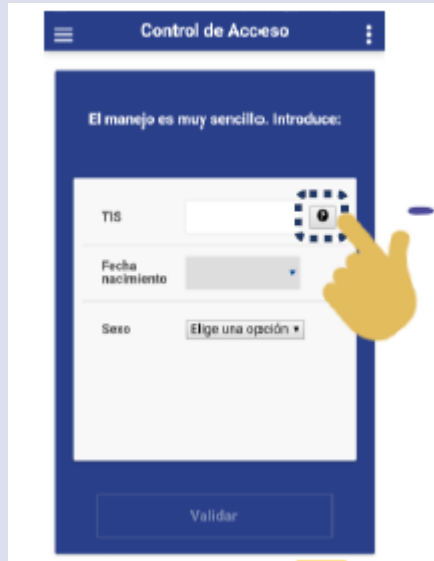 Control de Acceso
El manejo es muy sencillo. Introduce:
TIS
Fecha
nacimiento
Sexo
Elige una opción
Validar